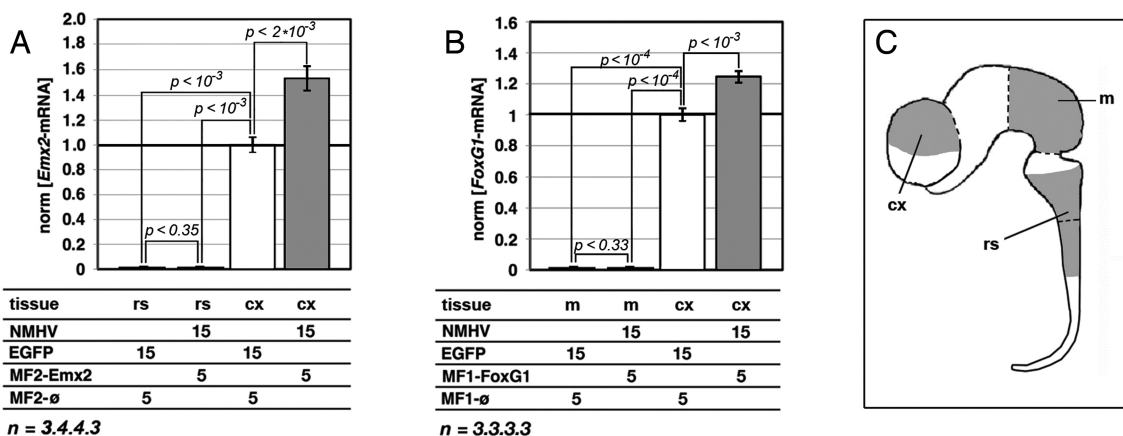 A
norm [Emx2-mRNA]
2.0
1.8
1.6
1.4
1.2
1.0
0.8
0.6
0.4
0.2
0
p < 2*10-3
p < 10-3
p < 10-3
p < 0.35
tissue rs rs cx cx
NMHV 15 15
EGFP 15 15
MF2-Emx2 5 5
MF2-ø 5 5
n = 3.4.4.3
B
norm [FoxG1-mRNA]
1.6
1.4
1.2
1
0.8
0.6
0.4
0.2
0
p < 10-3
p < 10-4
p < 10-4
p < 0.33
tissue m m cx cx
NMHV 15 15
EGFP 15 15
MF1-FoxG1 5 5
MF1-ø 5 5
n = 3.3.3.3
C
m
cx
rs